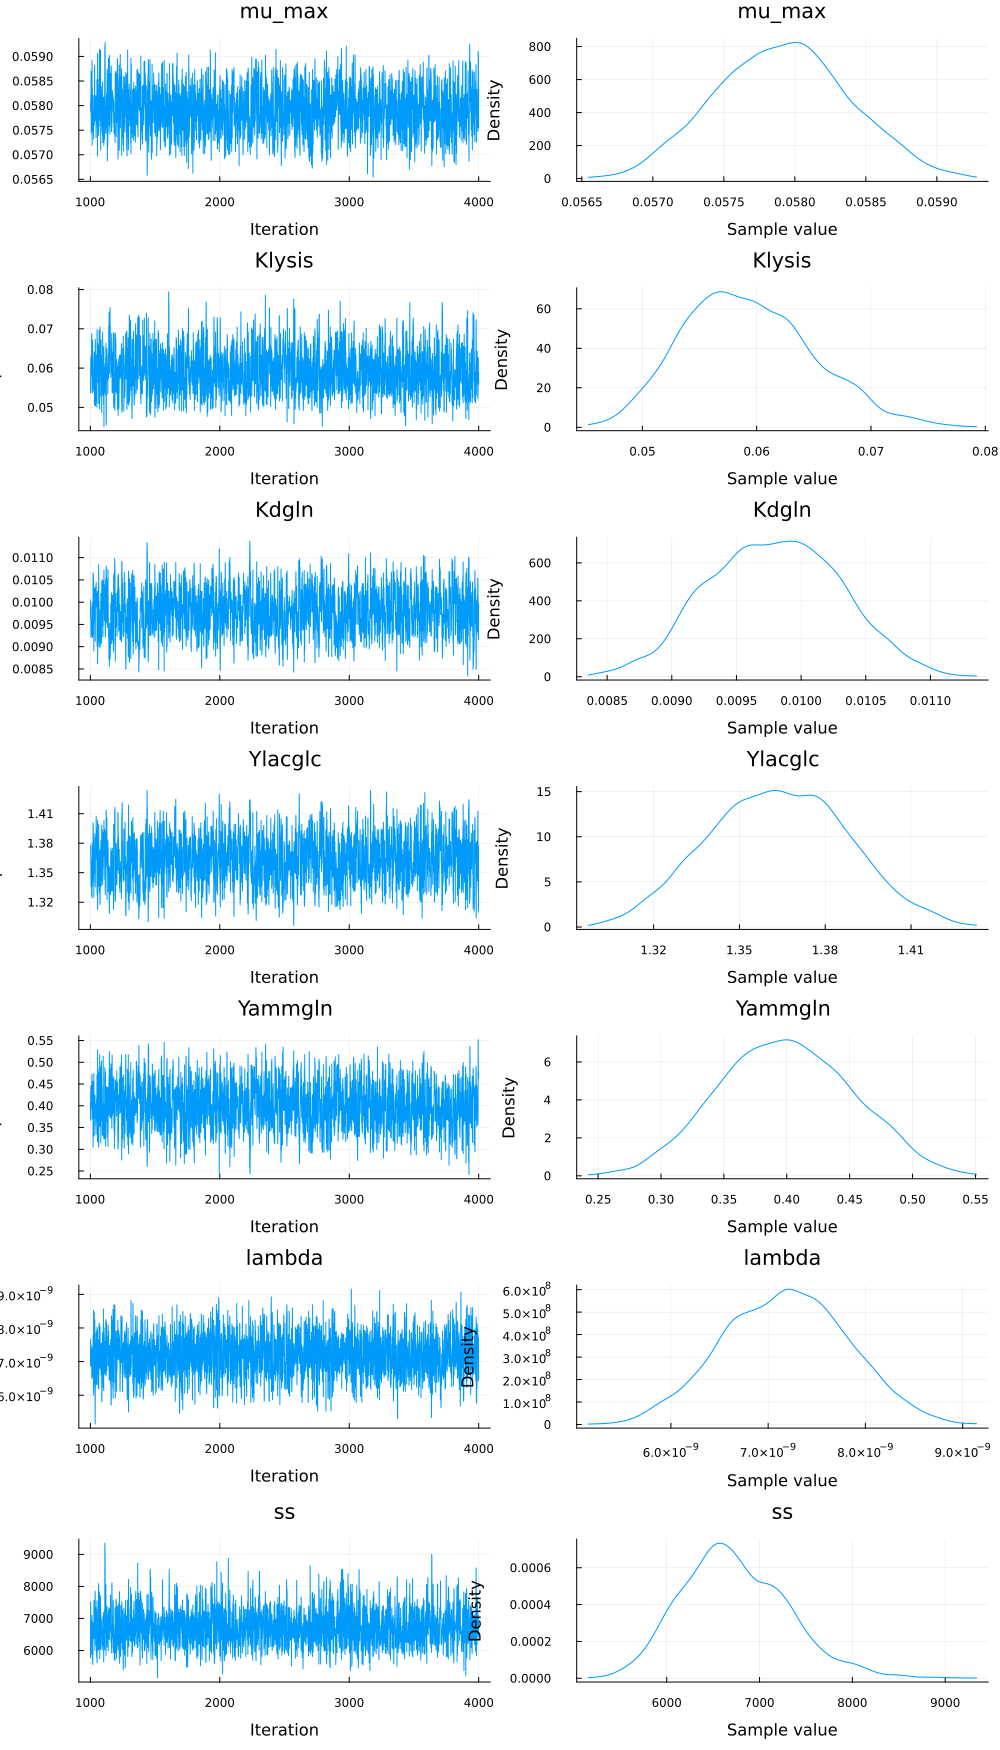 mu_max mu_max
0.0590
0.0585
0.0580
0.0575
0.0570
0.0565
1000 2000 3000 4000
Iteration
Density
800
600
400
200
0
0.0565 0.0570 0.0575 0.0580 0.0585 0.0590
Sample value
Klysis Klysis
0.08
0.07
0.06
0.05
1000 2000 3000 4000
Iteration
Density
60
40
20
0
0.05 0.06 0.07 0.08
Sample value
Kdgln Kdgln
0.0110
0.0105
0.0100
0.0095
0.0090
0.0085
1000 2000 3000 4000
Iteration
Density
600
400
200
0
0.0085 0.0090 0.0095 0.0100 0.0105 0.0110
Sample value
Ylacglc Ylacglc
1.41
1.38
1.35
1.32
1000 2000 3000 4000
Iteration
Density
15
10
5
0
1.32 1.35 1.38 1.41
Sample value
Yammgln Yammgln
0.55
0.50
0.45
0.40
0.35
0.30
0.25
1000 2000 3000 4000
Iteration
Density
6
4
2
0
0.25 0.30 0.35 0.40 0.45 0.50 0.55
Sample value
lambda lambda
9.0×10⁻⁹
8.0×10⁻⁹
7.0×10⁻⁹
6.0×10⁻⁹
1000 2000 3000 4000
Iteration
Density
6.0×10⁸
5.0×10⁸
4.0×10⁸
3.0×10⁸
2.0×10⁸
1.0×10⁸
0
6.0×10⁻⁹ 7.0×10⁻⁹ 8.0×10⁻⁹ 9.0×10⁻⁹
Sample value
ss ss
9000
8000
7000
6000
1000 2000 3000 4000
Iteration
Density
0.0006
0.0004
0.0002
0.0000
6000 7000 8000 9000
Sample value